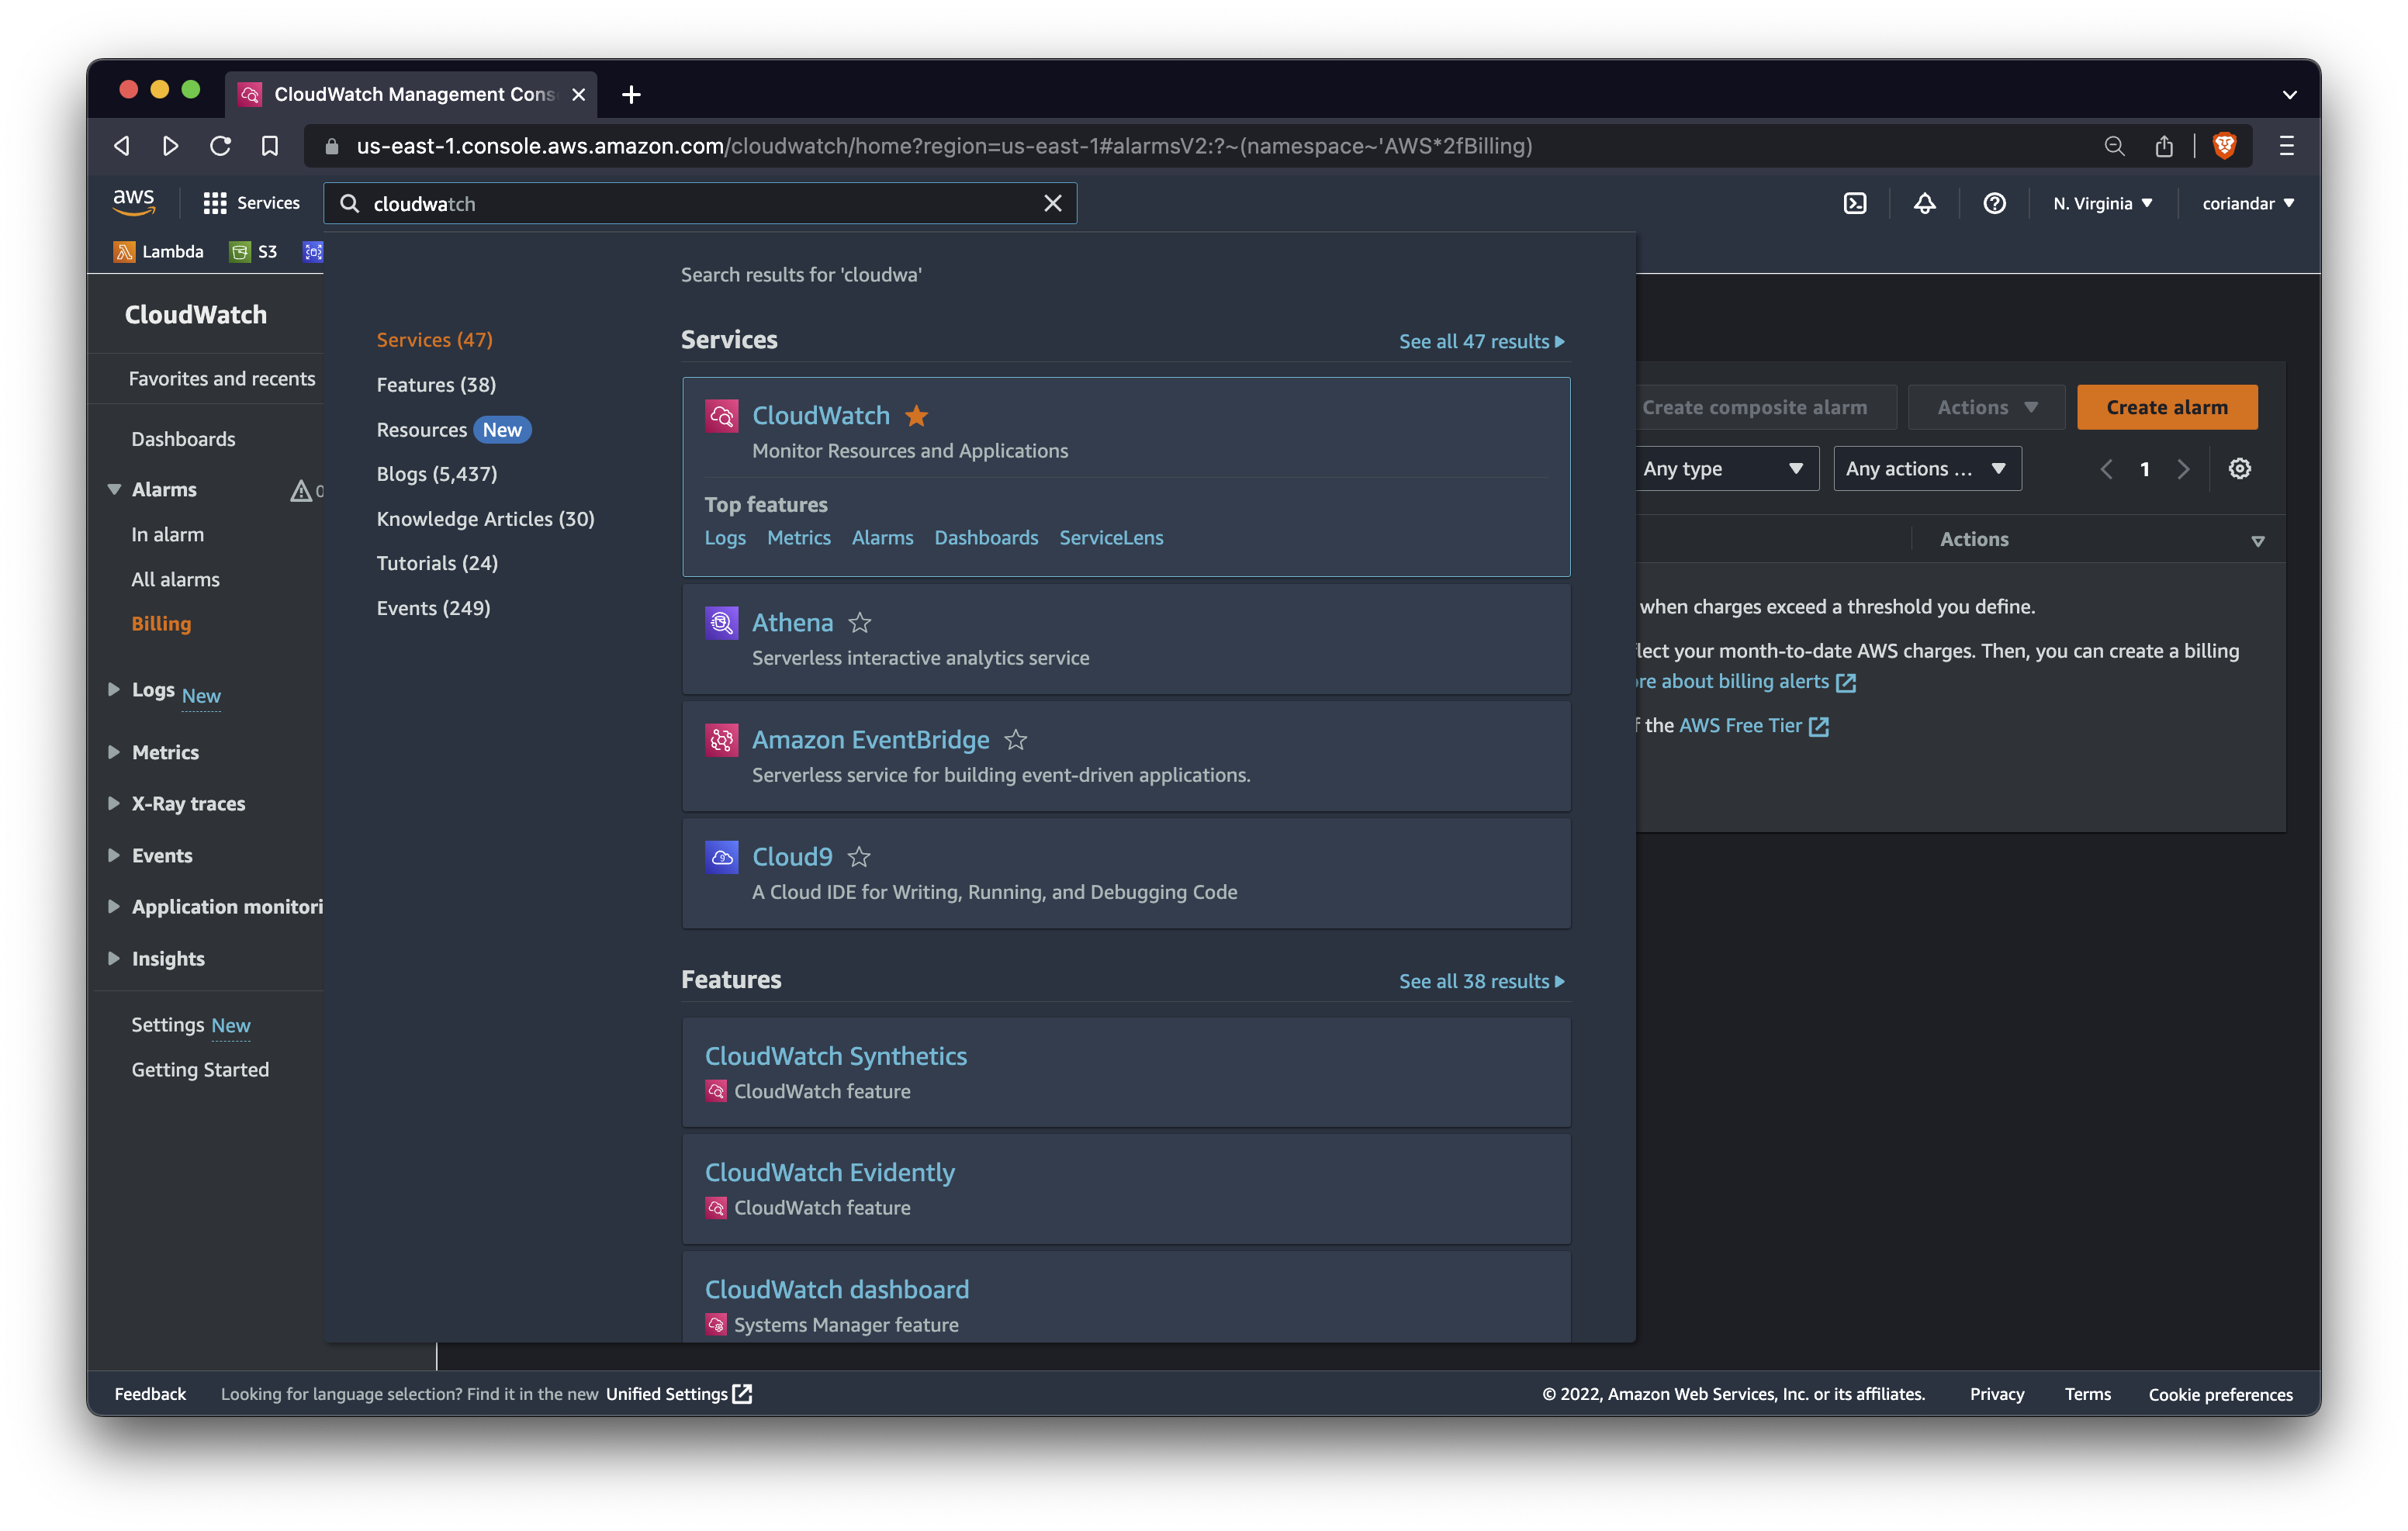 CloudWatch Management Cons
us-east-1.console.aws.amazon.com/cloudwatch/home?region=us-east-1#alarmsV2:?~(namespace~'AWS*2fBilling)
aws
Services
cloudwatch
N. Virginia
coriandar
Lambda
S3
Search results for 'cloudwa'
CloudWatch
Favorites and recents
Dashboards
Alarms
0
In alarm
All alarms
Billing
Logs New
Metrics
X-Ray traces
Events
Application monitori
Insights
Settings New
Getting Started
Services (47)
Features (38)
Resources New
Blogs (5,437)
Knowledge Articles (30)
Tutorials (24)
Events (249)
Services
See all 47 results
CloudWatch
Monitor Resources and Applications
Top features
Logs Metrics Alarms Dashboards ServiceLens
Athena
Serverless interactive analytics service
Amazon EventBridge
Serverless service for building event-driven applications.
Cloud9
9
A Cloud IDE for Writing, Running, and Debugging Code
Features
See all 38 results
CloudWatch Synthetics
CloudWatch feature
CloudWatch Evidently
CloudWatch feature
CloudWatch dashboard
Systems Manager feature
Create composite alarm
Actions
Create alarm
Any type
Any actions ...
1
Actions
when charges exceed a threshold you define.
flect your month-to-date AWS charges. Then, you can create a billing
re about billing alerts
f the AWS Free Tier
Feedback
Looking for language selection? Find it in the new Unified Settings
© 2022, Amazon Web Services, Inc. or its affiliates.
Privacy
Terms
Cookie preferences